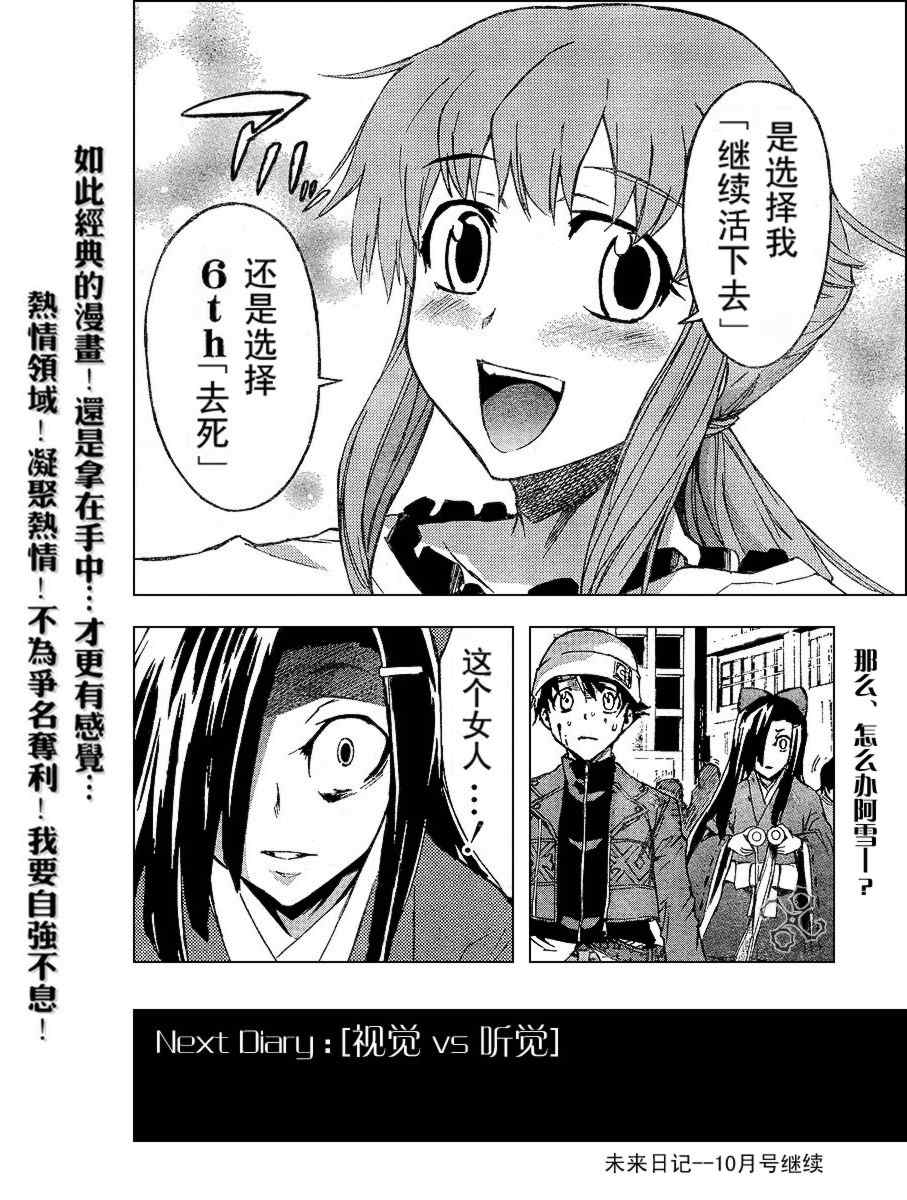 是选择我
「继续活下去」
还是选择
6th「去死」
这个女人…!
那么、怎么办阿雪—?
如此經典的漫畫!還是拿在手中…才更有感覺…
熱情領域!凝聚熱情!不為爭名奪利!我要自強不息!
Next Diary : [视觉 vs 听觉]
未来日记--10月号继续